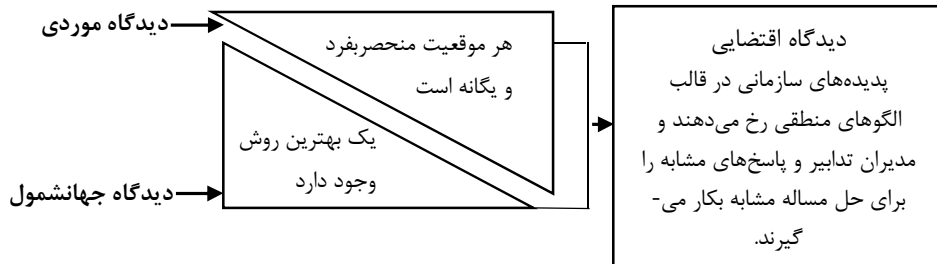 دیدگاه موردی
هر موقعیت منحصربفرد
و یگانه است
یک بهترین روش
وجود دارد
دیدگاه جهانشمول
دیدگاه اقتضایی
پدیده‌های سازمانی در قالب
الگوهای منطقی رخ می‌دهند و
مدیران تدابیر و پاسخ‌های مشابه را
برای حل مساله مشابه بکار می-
گیرند.